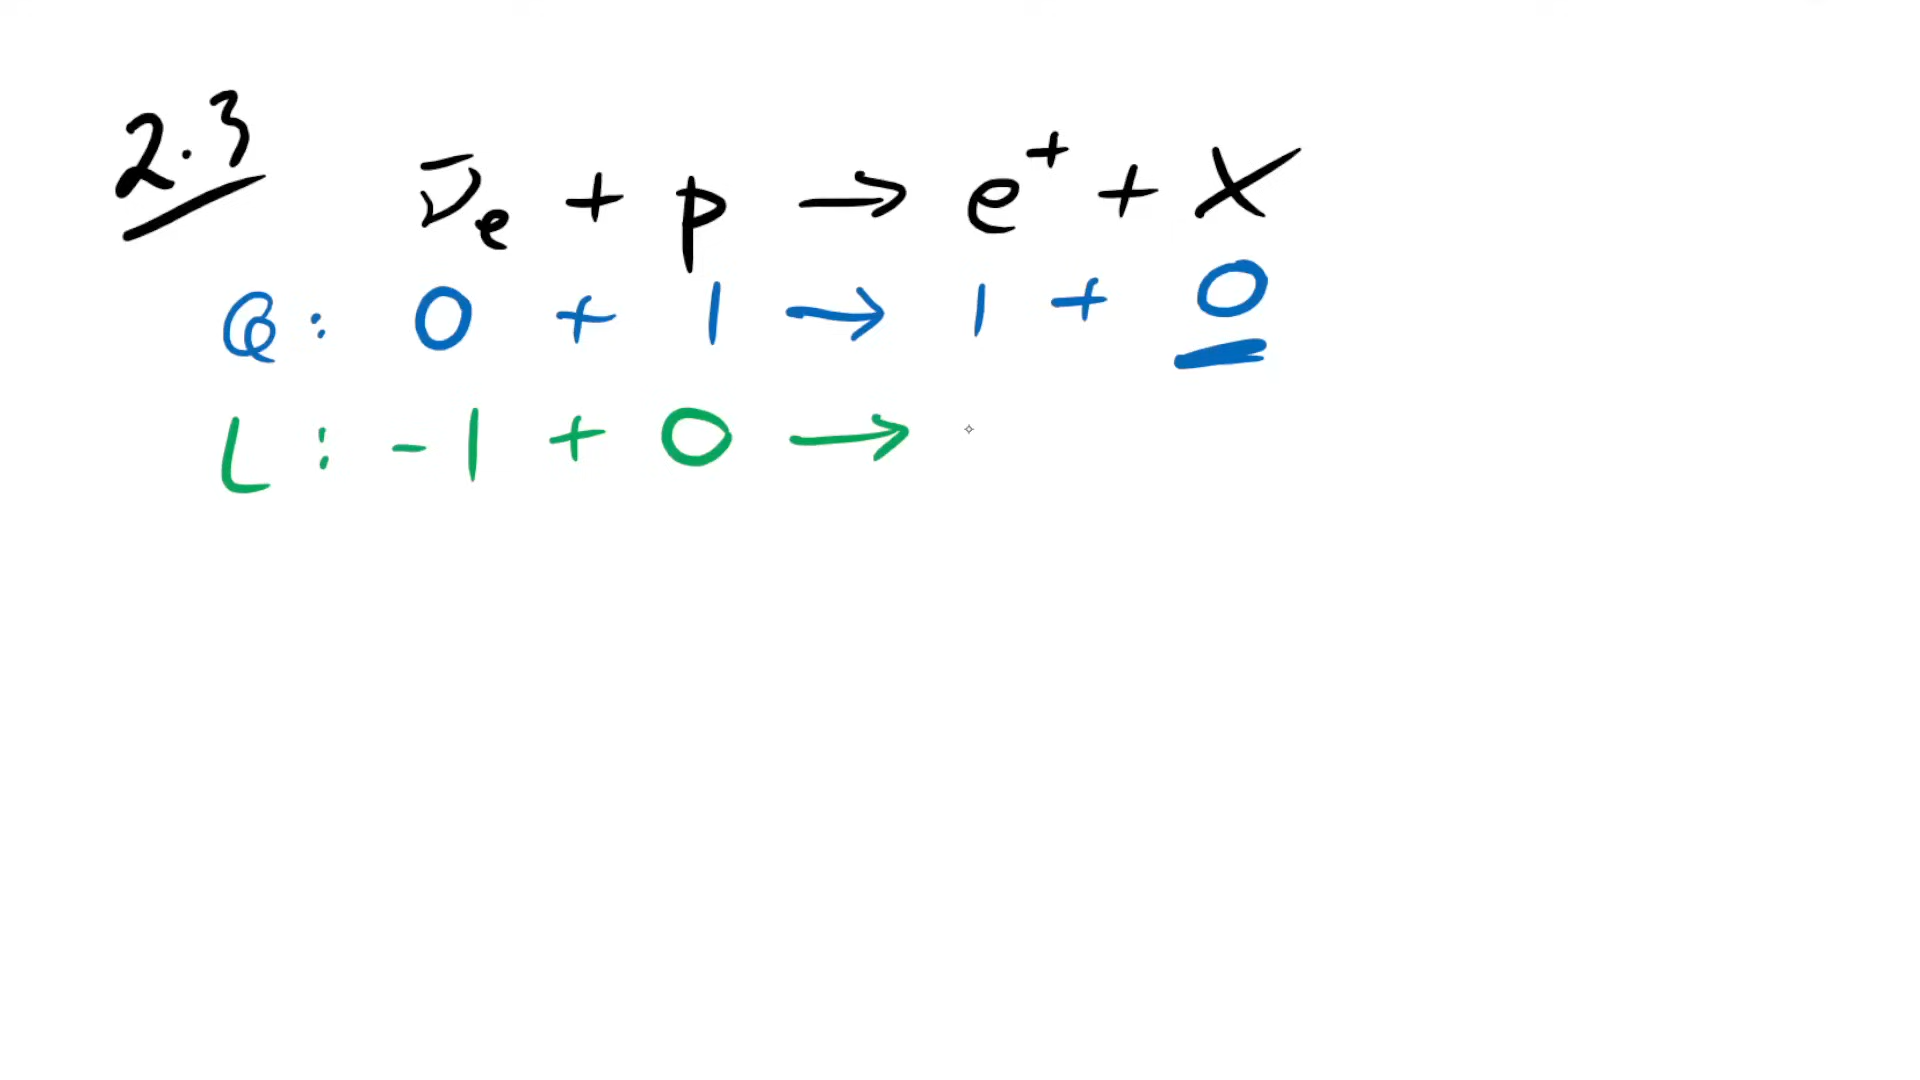 2.3
ν̄ₑ + p → e⁺ + X
Q: 0 + 1 → 1 + 0
L: -1 + 0 →